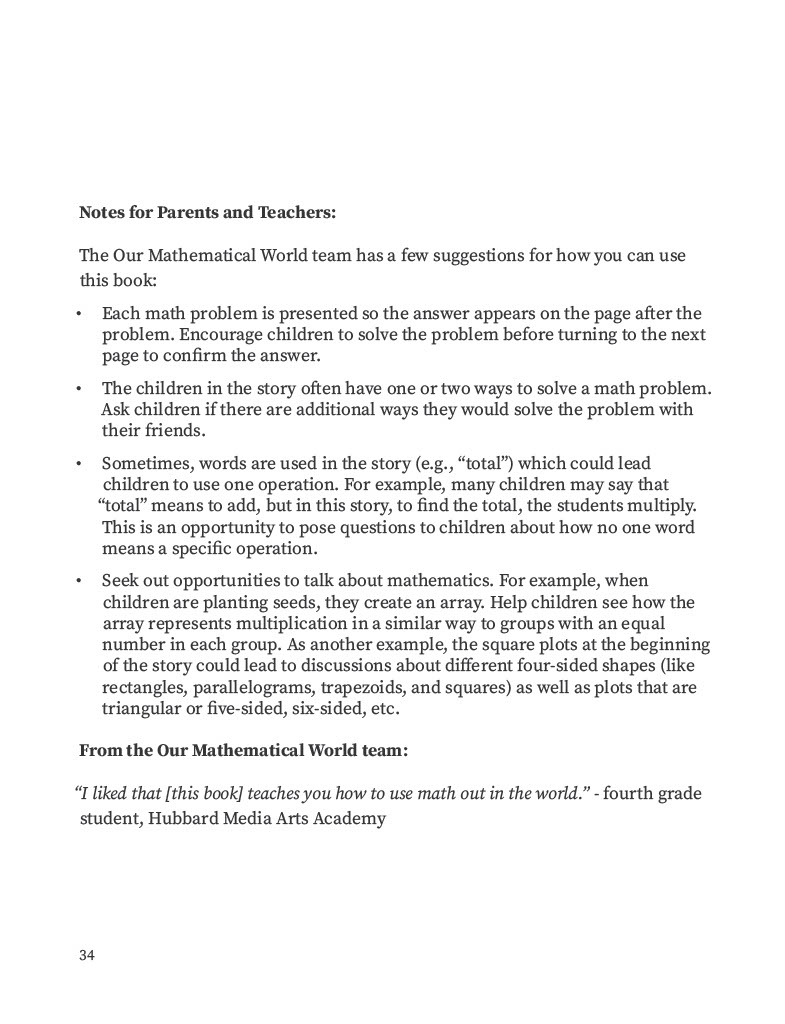 Notes for Parents and Teachers:
The Our Mathematical World team has a few suggestions for how you can use
this book:
• Each math problem is presented so the answer appears on the page after the
problem. Encourage children to solve the problem before turning to the next
page to confirm the answer.
• The children in the story often have one or two ways to solve a math problem.
Ask children if there are additional ways they would solve the problem with
their friends.
• Sometimes, words are used in the story (e.g., “total”) which could lead
children to use one operation. For example, many children may say that
“total” means to add, but in this story, to find the total, the students multiply.
This is an opportunity to pose questions to children about how no one word
means a specific operation.
• Seek out opportunities to talk about mathematics. For example, when
children are planting seeds, they create an array. Help children see how the
array represents multiplication in a similar way to groups with an equal
number in each group. As another example, the square plots at the beginning
of the story could lead to discussions about different four-sided shapes (like
rectangles, parallelograms, trapezoids, and squares) as well as plots that are
triangular or five-sided, six-sided, etc.
From the Our Mathematical World team:
“I liked that [this book] teaches you how to use math out in the world.” - fourth grade
student, Hubbard Media Arts Academy
34